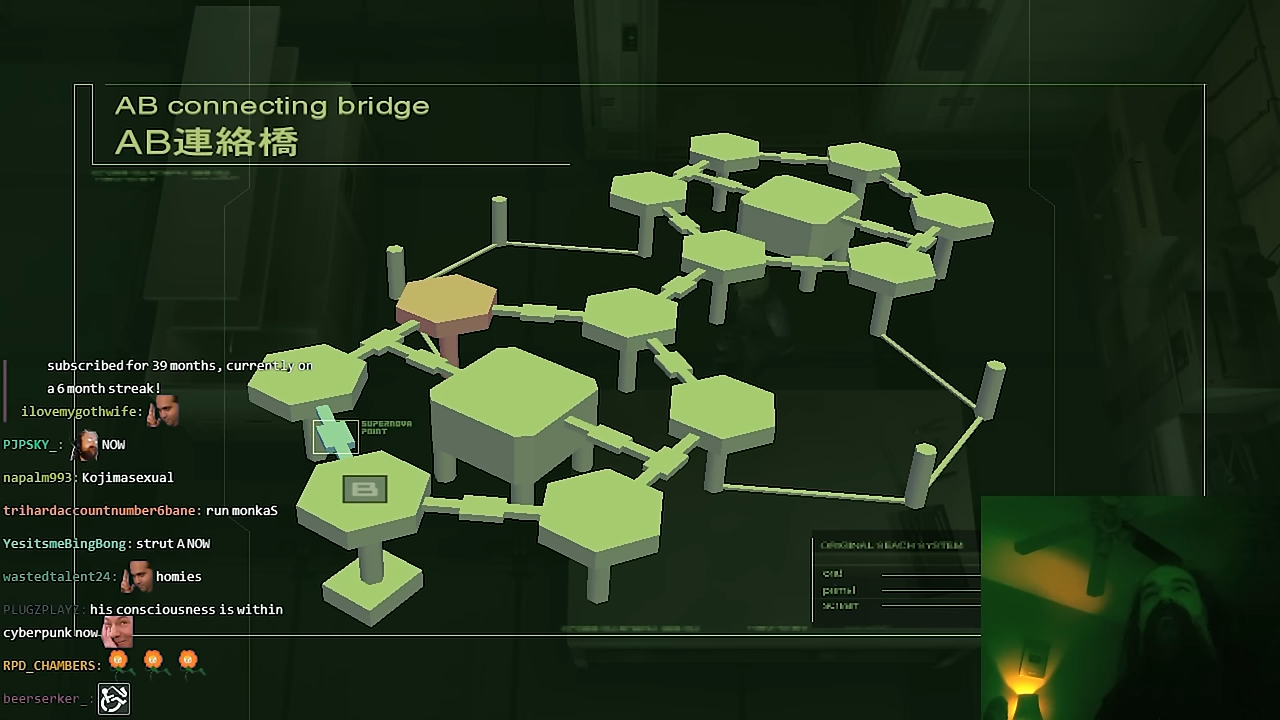 AB connecting bridge
AB連絡橋
SUPERNOVA
POINT
B
subscribed for 39 months, currently on
a 6 month streak!
ilovemygothwife:
PJPSKY_: NOW
napalm993: Kojimasexual
trihardaccountnumber6bane: run monkaS
YesitsmeBingBong: strut A NOW
wastedtalent24: homies
PLUGZPLAYZ: his consciousness is within
cyberpunk now
RPD_CHAMBERS:
beerserker_: